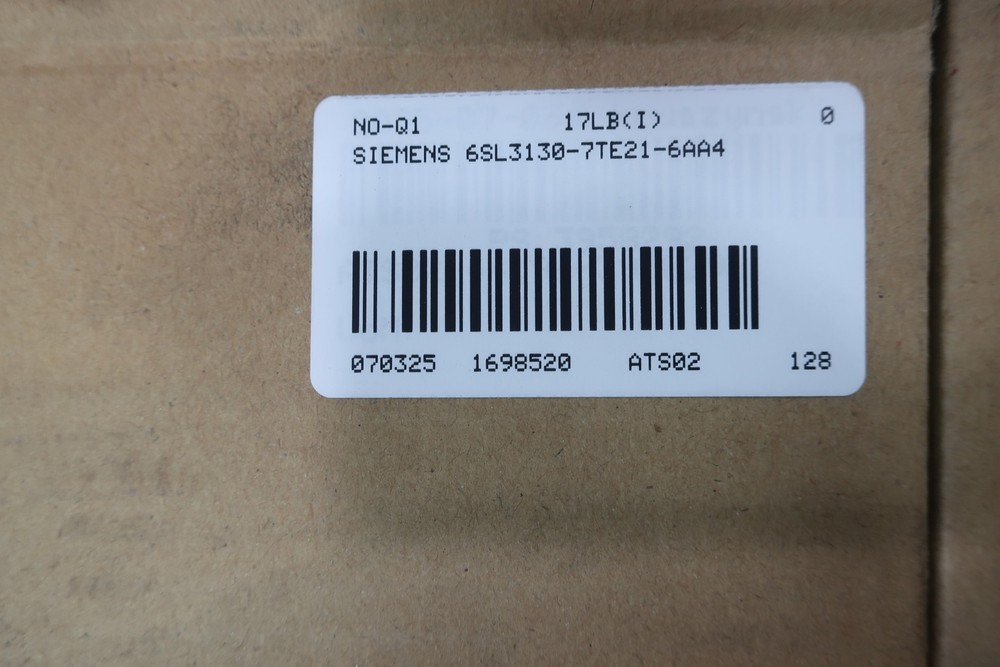 NO-Q1 17LB(I) 0
SIEMENS 6SL3130-7TE21-6AA4
070325 1698520 ATS02 128